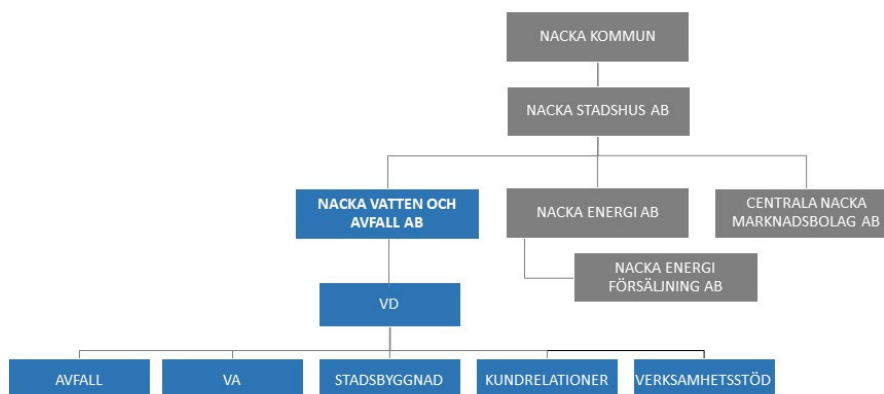 NACKA KOMMUN
NACKA STADSHUS AB
NACKA VATTEN OCH
AVFALL AB
NACKA ENERGI AB
CENTRALA NACKA
MARKNADSBOLAG AB
NACKA ENERGI
FÖRSÄLJNING AB
VD
AVFALL
VA
STADSBYGGNAD
KUNDRELATIONER
VERKSAMHETSSTÖD